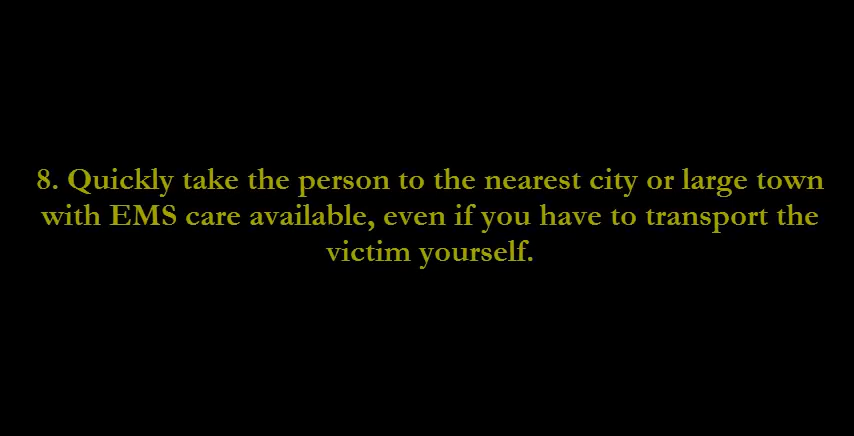 8. Quickly take the person to the nearest city or large town
with EMS care available, even if you have to transport the
victim yourself.